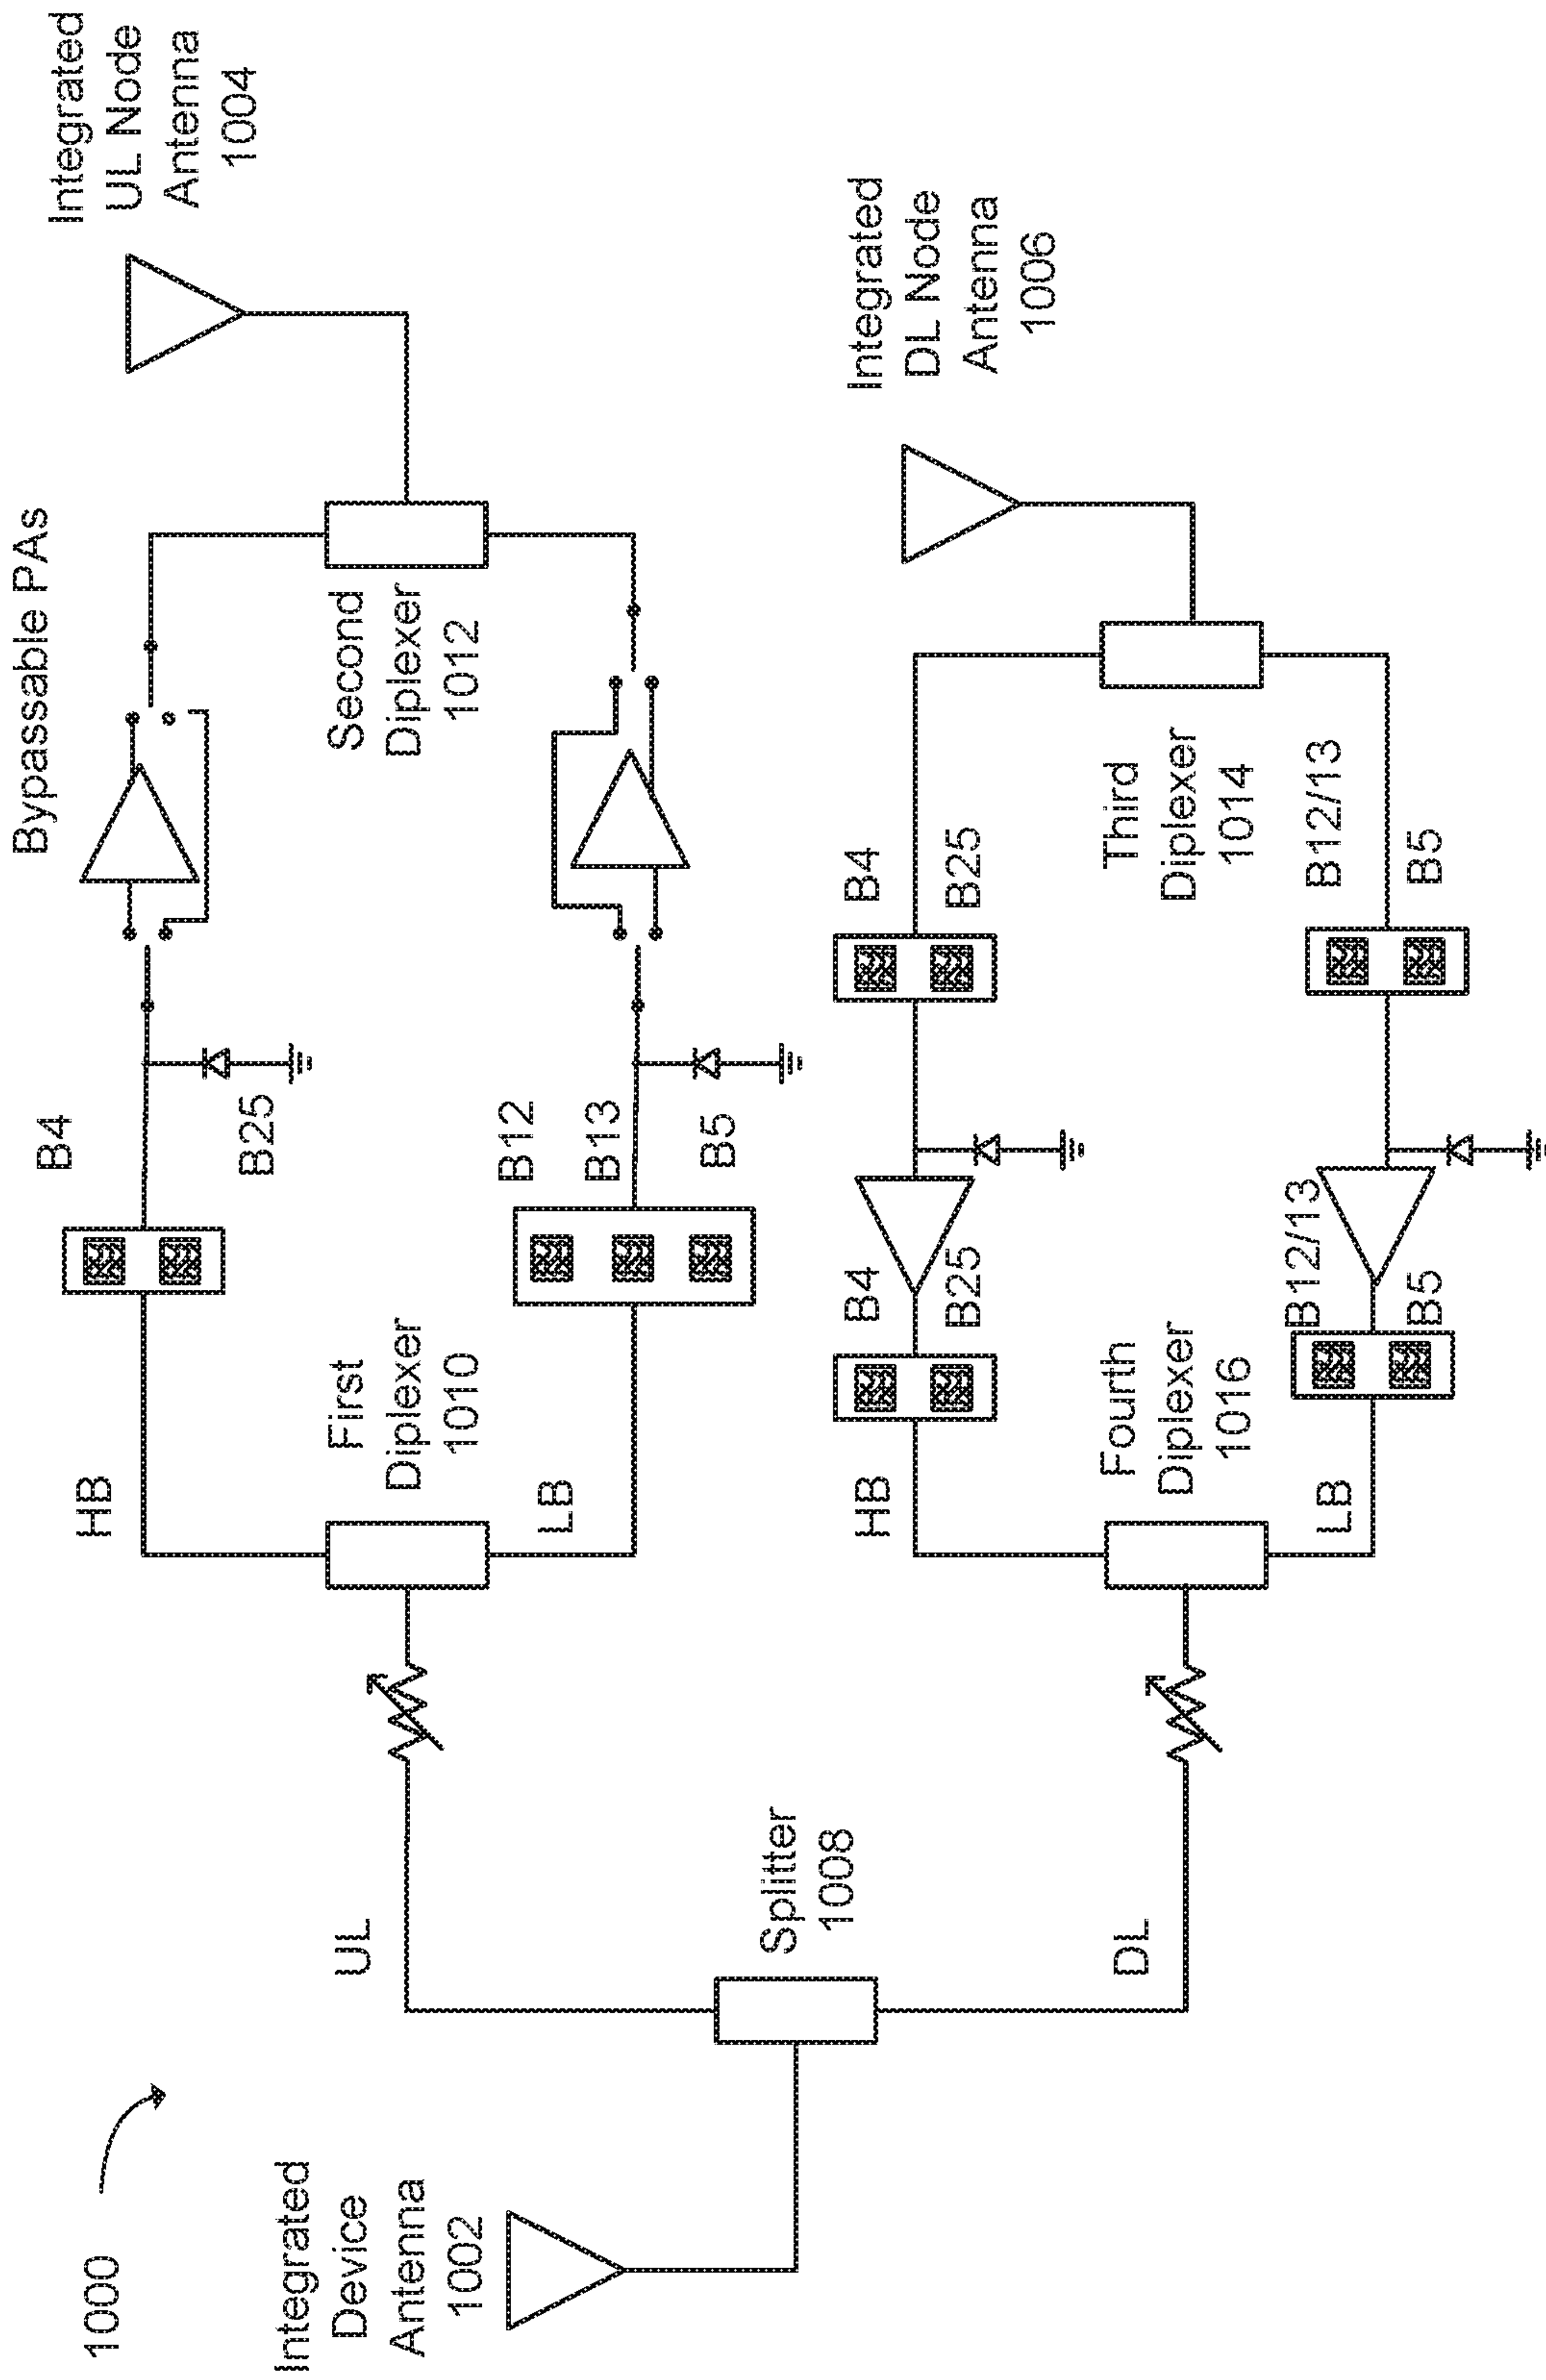 1000
Integrated
Device
Antenna
1002
Splitter
1008
UL
DL
HB
LB
First
Diplexer
1010
B4
B25
B12
B13
B5
Bypassable PAs
Second
Diplexer
1012
Integrated
UL Node
Antenna
1004
HB
LB
Fourth
Diplexer
1016
B4
B25
B12/13
B5
B4
B25
B12/13
B5
Third
Diplexer
1014
Integrated
DL Node
Antenna
1006